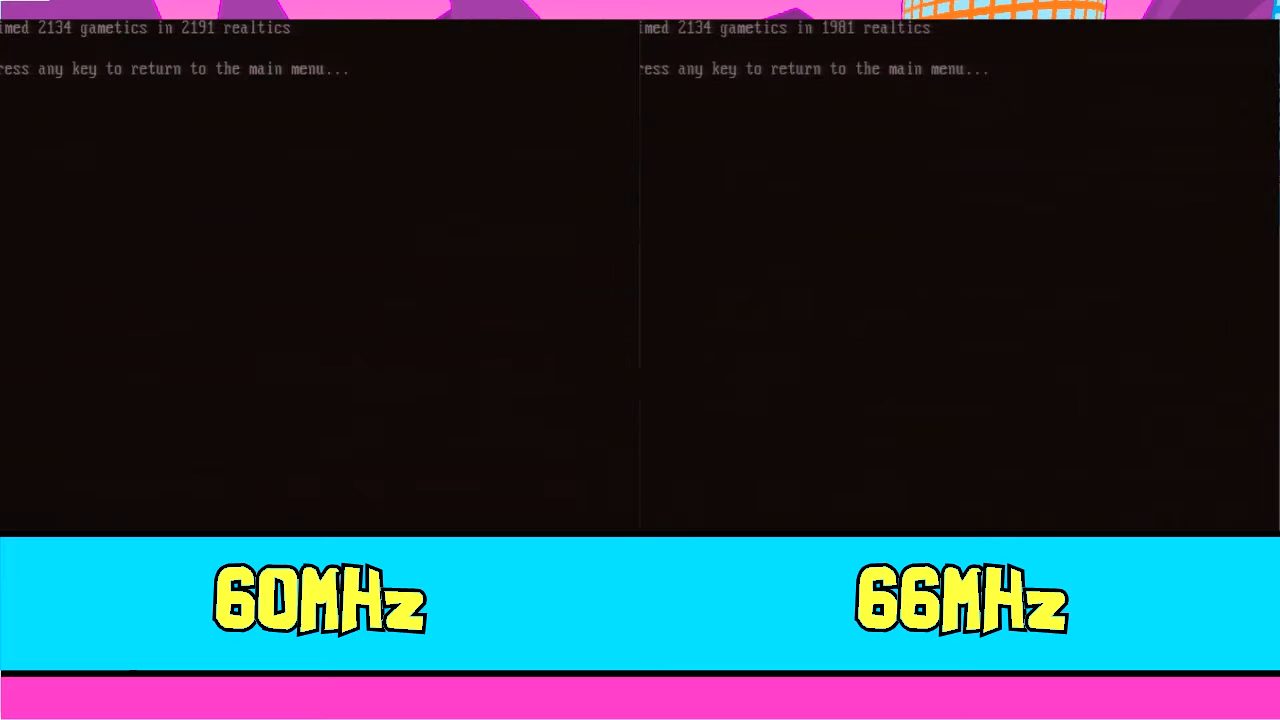 imed 2134 gametics in 2191 realtics
ress any key to return to the main menu...
imed 2134 gametics in 1981 realtics
ress any key to return to the main menu...
60MHz
66MHz